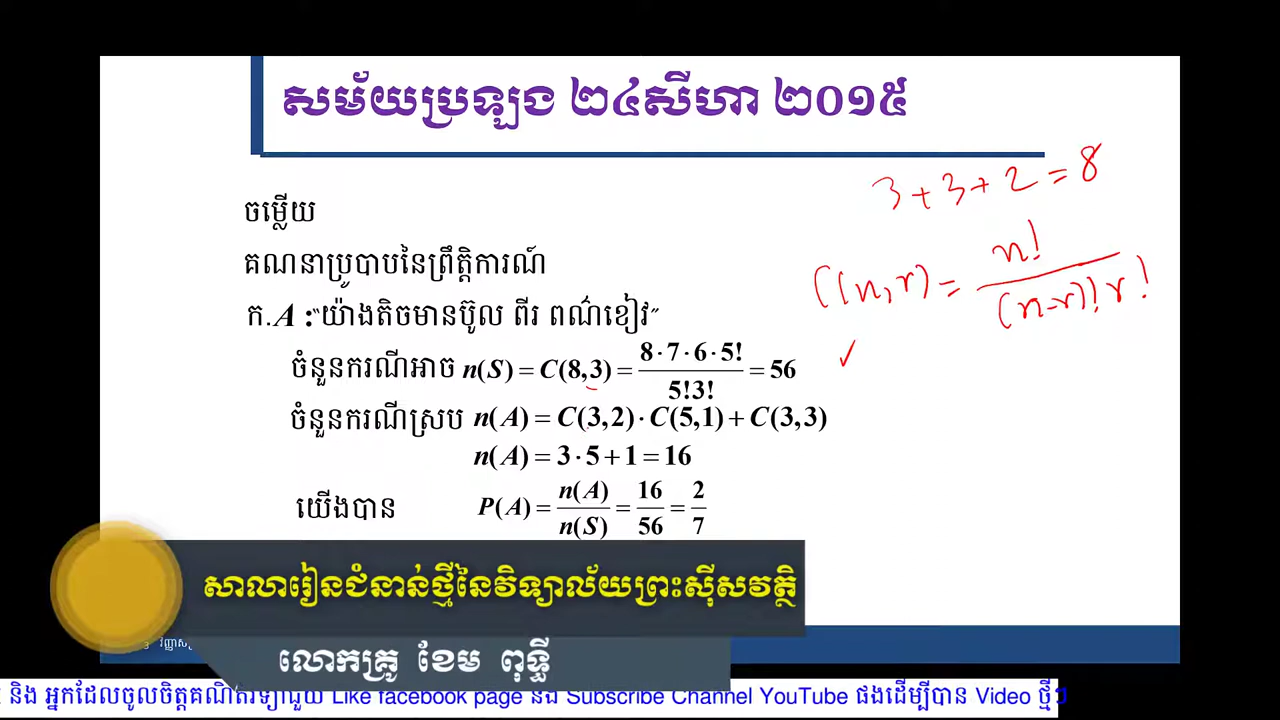 សម័យប្រឡង ២៤សីហា ២០១៥
3 + 3 + 2 = 8
ចម្លើយ
គណនាប្រូបាបនៃព្រឹត្តិការណ៍
C(n, r) = n! / (n-r)! r!
ក. A : “យ៉ាងតិចមានប៊ូល ពីរ ពណ៌ខៀវ”
ចំនួនករណីអាច n(S) = C(8,3) = 8·7·6·5! / 5!3! = 56 ✓
ចំនួនករណីស្រប n(A) = C(3,2)·C(5,1) + C(3,3)
n(A) = 3·5 + 1 = 16
យើងបាន P(A) = n(A) / n(S) = 16 / 56 = 2 / 7
សាលារៀនជំនាន់ថ្មីនៃវិទ្យាល័យព្រះស៊ីសវត្ថិ
លោកគ្រូ ខែម ពុទ្ធី
និង អ្នកដែលចូលចិត្តគណិតវិទ្យាជួយ Like facebook page និង Subscribe Channel YouTube ផងដើម្បីបាន Video ថ្មីៗ